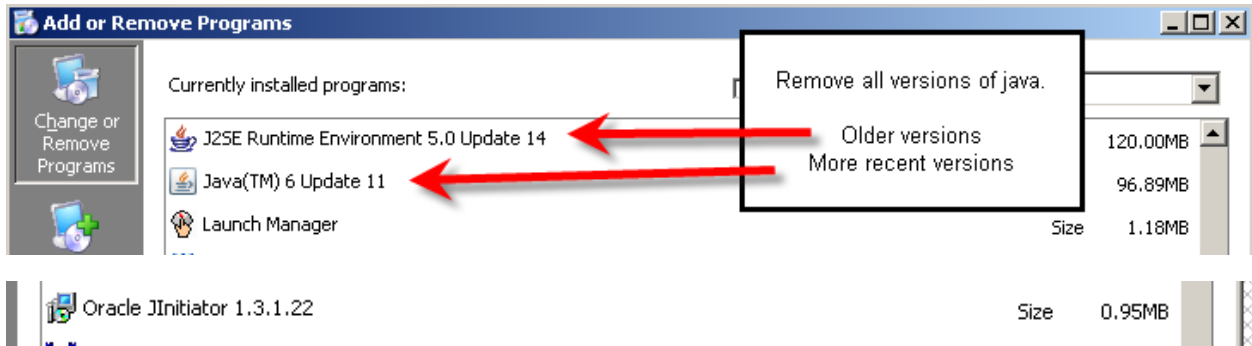 Add or Remove Programs
Change or
Remove
Programs
Currently installed programs:
Remove all versions of java.
Older versions
More recent versions
J2SE Runtime Environment 5.0 Update 14
120.00MB
Java(TM) 6 Update 11
96.89MB
Launch Manager
Size 1.18MB
Oracle JInitiator 1.3.1.22
Size 0.95MB